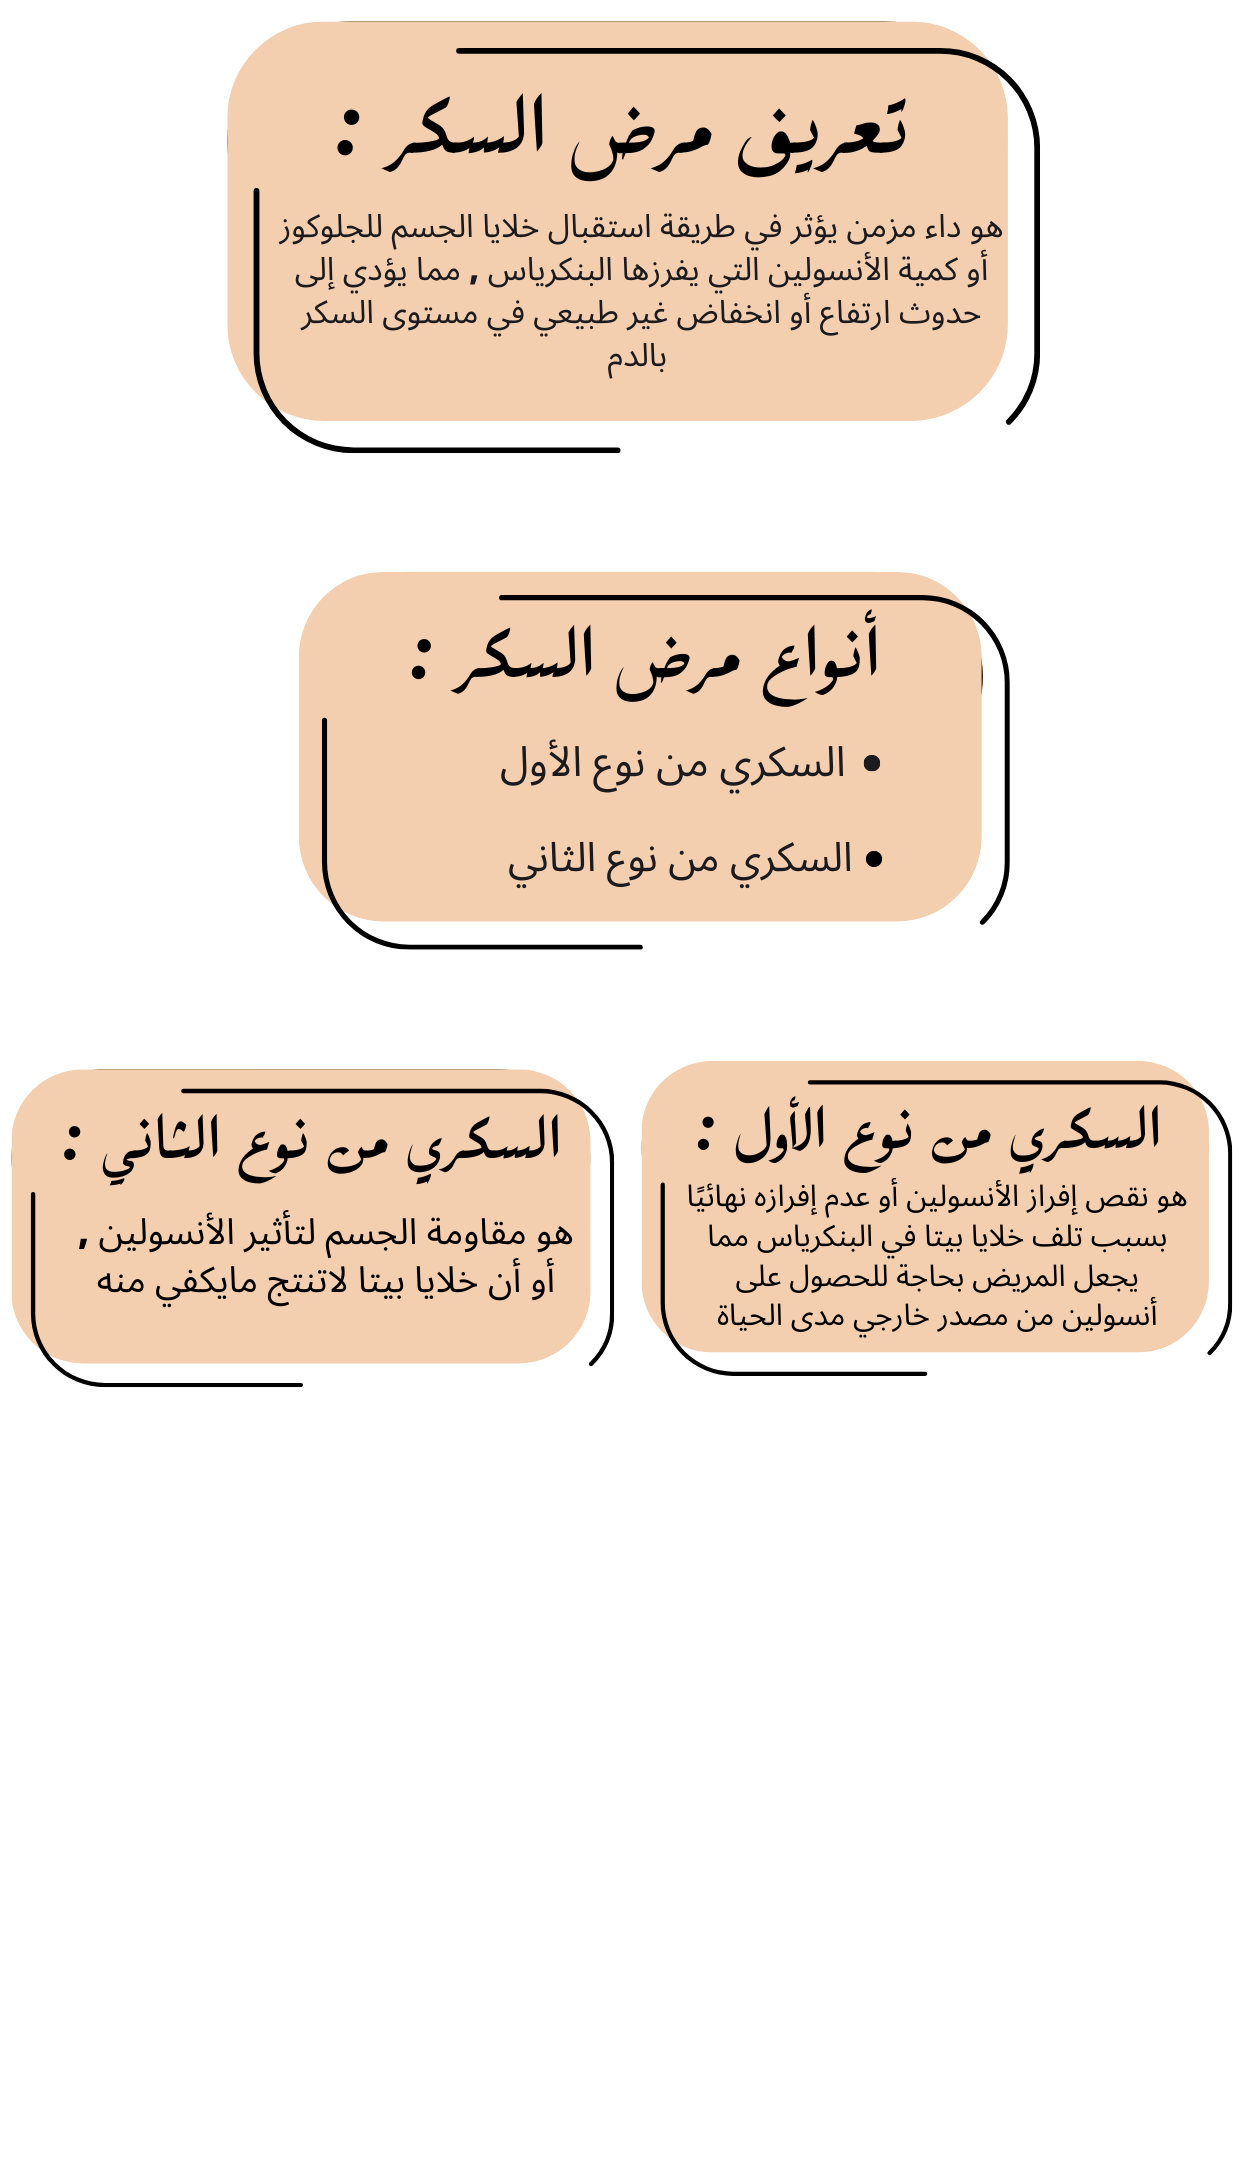 تعريف مرض السكر :
هو داء مزمن يؤثر في طريقة استقبال خلايا الجسم للجلوكوز
أو كمية الأنسولين التي يفرزها البنكرياس , مما يؤدي إلى
حدوث ارتفاع أو انخفاض غير طبيعي في مستوى السكر
بالدم
أنواع مرض السكر :
• السكري من نوع الأول
• السكري من نوع الثاني
السكري من نوع الأول :
هو نقص إفراز الأنسولين أو عدم إفرازه نهائيًا
بسبب تلف خلايا بيتا في البنكرياس مما
يجعل المريض بحاجة للحصول على
أنسولين من مصدر خارجي مدى الحياة
السكري من نوع الثاني :
هو مقاومة الجسم لتأثير الأنسولين ,
أو أن خلايا بيتا لاتنتج مايكفي منه